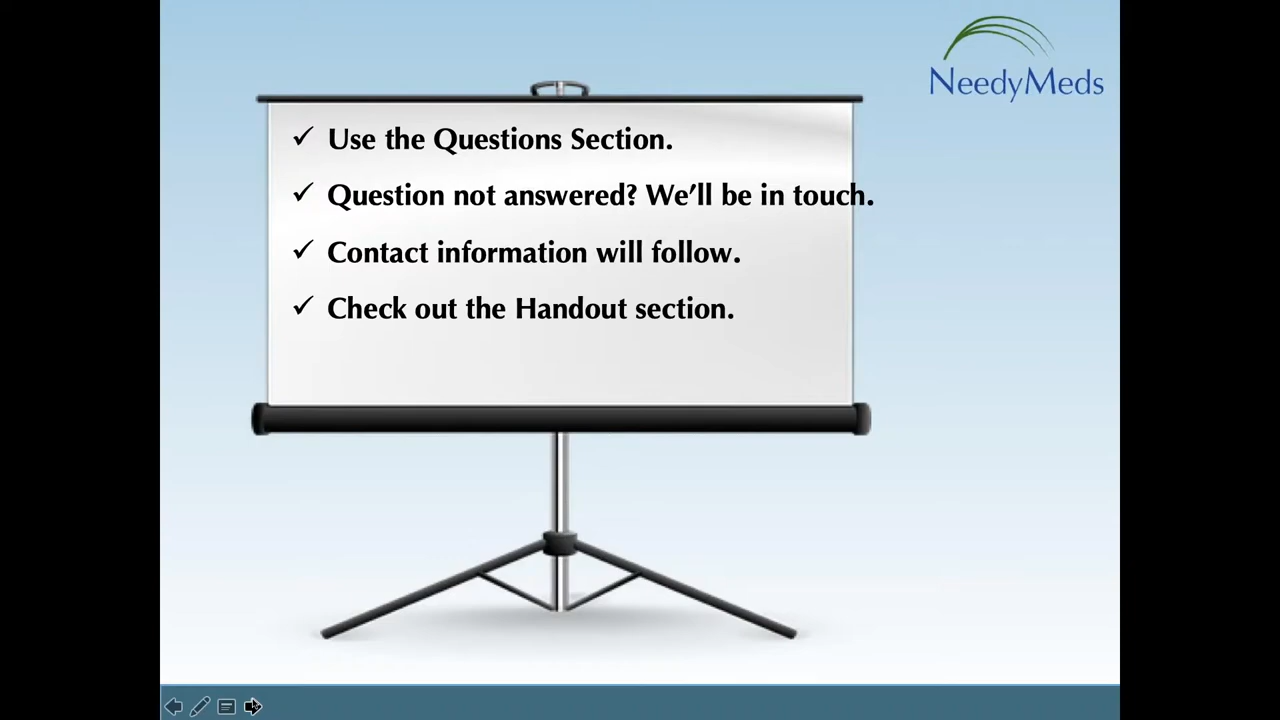 NeedyMeds
✓ Use the Questions Section.
✓ Question not answered? We’ll be in touch.
✓ Contact information will follow.
✓ Check out the Handout section.